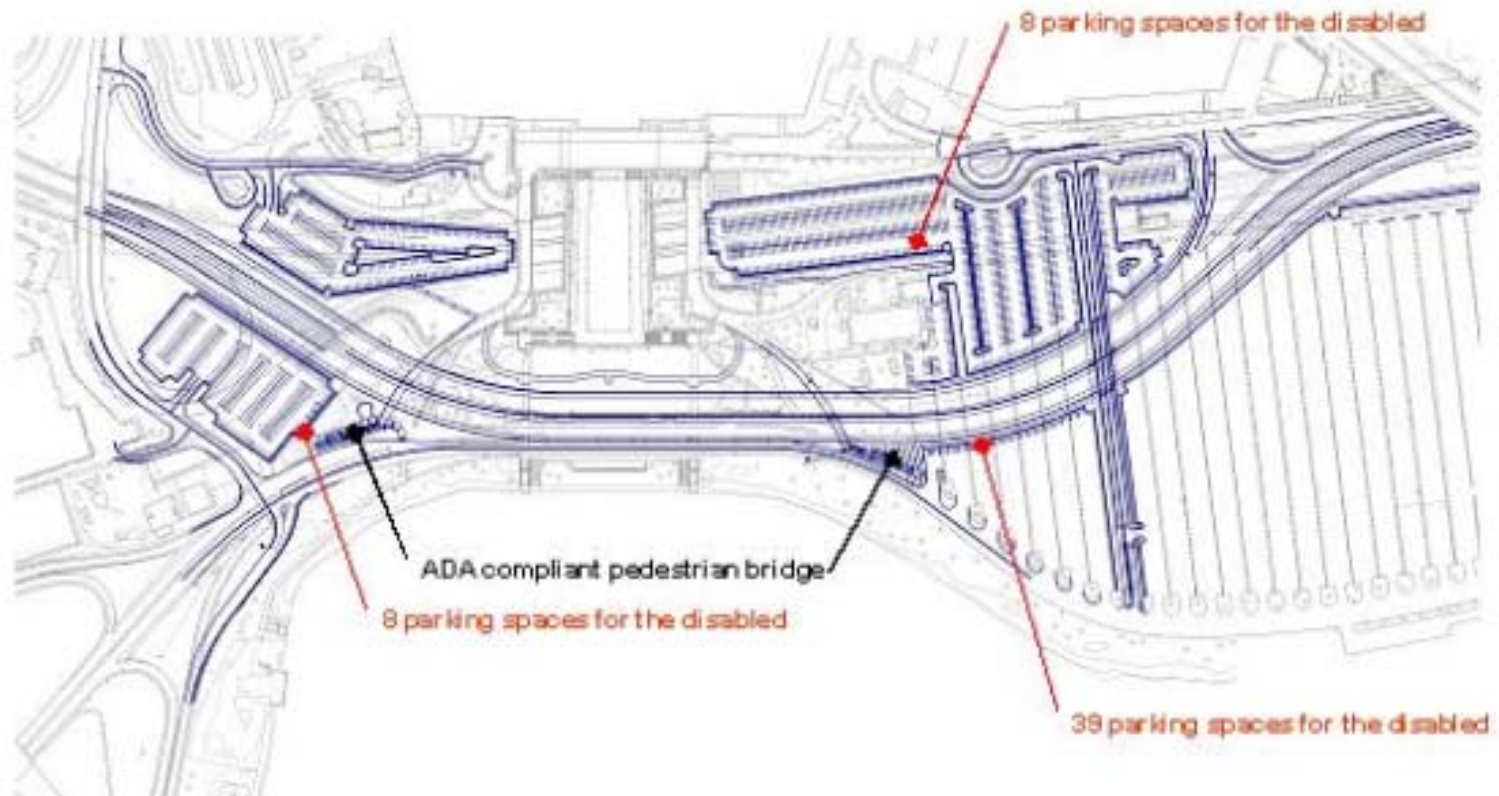 8 parking spaces for the disabled
ADA compliant pedestrian bridge
8 parking spaces for the disabled
39 parking spaces for the disabled